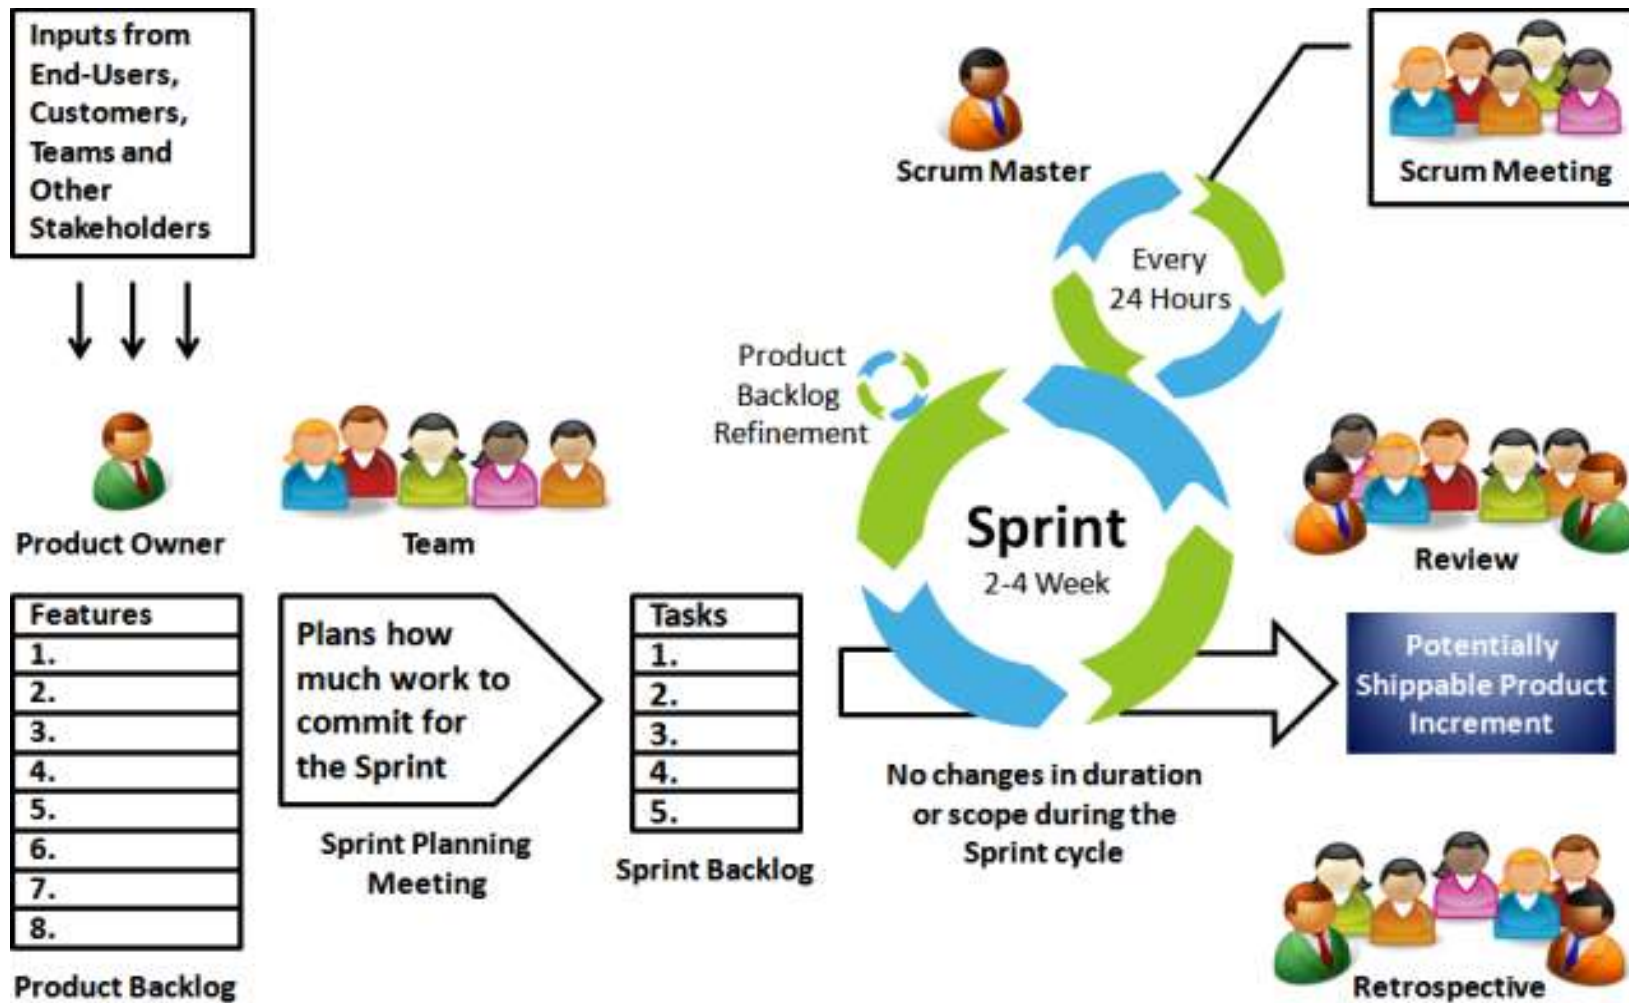 Inputs from
End-Users,
Customers,
Teams and
Other
Stakeholders
Product Owner
Team
Features
1.
2.
3.
4.
5.
6.
7.
8.
Product Backlog
Plans how
much work to
commit for
the Sprint
Sprint Planning
Meeting
Tasks
1.
2.
3.
4.
5.
Sprint Backlog
Scrum Master
Scrum Meeting
Every
24 Hours
Product
Backlog
Refinement
Sprint
2-4 Week
No changes in duration
or scope during the
Sprint cycle
Review
Potentially
Shippable Product
Increment
Retrospective